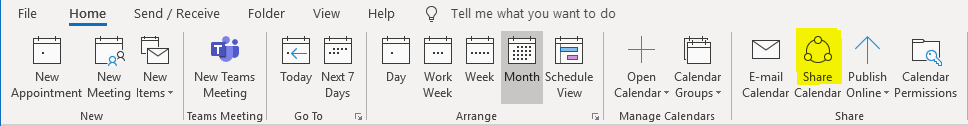 File Home Send / Receive Folder View Help Tell me what you want to do
New Appointment
New Meeting
New Items
New Teams Meeting
Today
Next 7 Days
Day
Work Week
Week
Month
Schedule View
Open Calendar
Calendar Groups
E-mail Calendar
Share Calendar
Publish Online
Calendar Permissions
New Teams Meeting Go To Arrange Manage Calendars Share